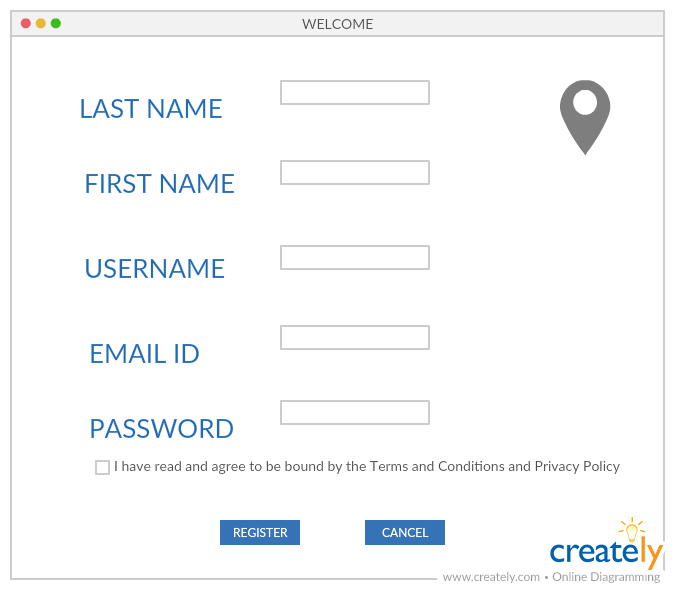 WELCOME
LAST NAME
FIRST NAME
USERNAME
EMAIL ID
PASSWORD
I have read and agree to be bound by the Terms and Conditions and Privacy Policy
REGISTER CANCEL
creately
www.creately.com • Online Diagramming